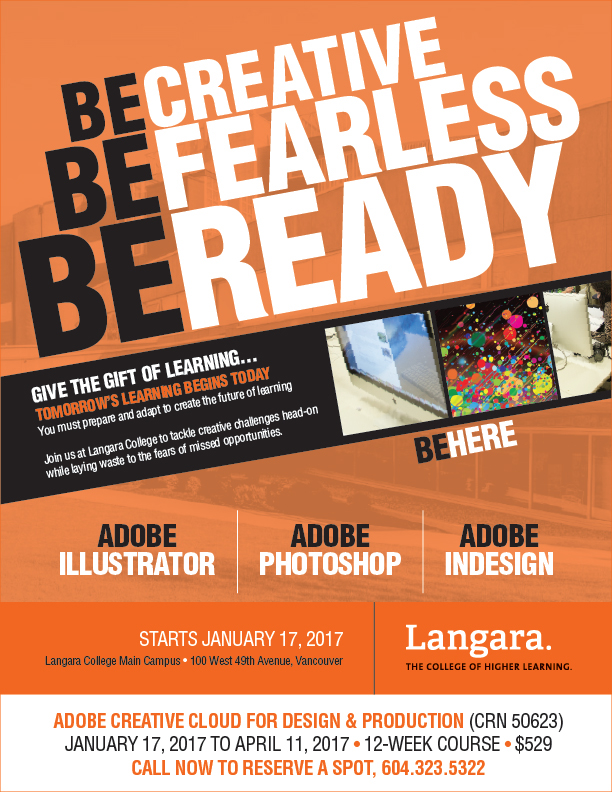 BE CREATIVE
BE FEARLESS
BE READY
GIVE THE GIFT OF LEARNING...
TOMORROW'S LEARNING BEGINS TODAY
You must prepare and adapt to create the future of learning
Join us at Langara College to tackle creative challenges head-on
while laying waste to the fears of missed opportunities.
BEHERE
ADOBE
ILLUSTRATOR
ADOBE
PHOTOSHOP
ADOBE
INDESIGN
STARTS JANUARY 17, 2017
Langara College Main Campus • 100 West 49th Avenue, Vancouver
Langara.
THE COLLEGE OF HIGHER LEARNING.
ADOBE CREATIVE CLOUD FOR DESIGN & PRODUCTION (CRN 50623)
JANUARY 17, 2017 TO APRIL 11, 2017 • 12-WEEK COURSE • $529
CALL NOW TO RESERVE A SPOT, 604.323.5322